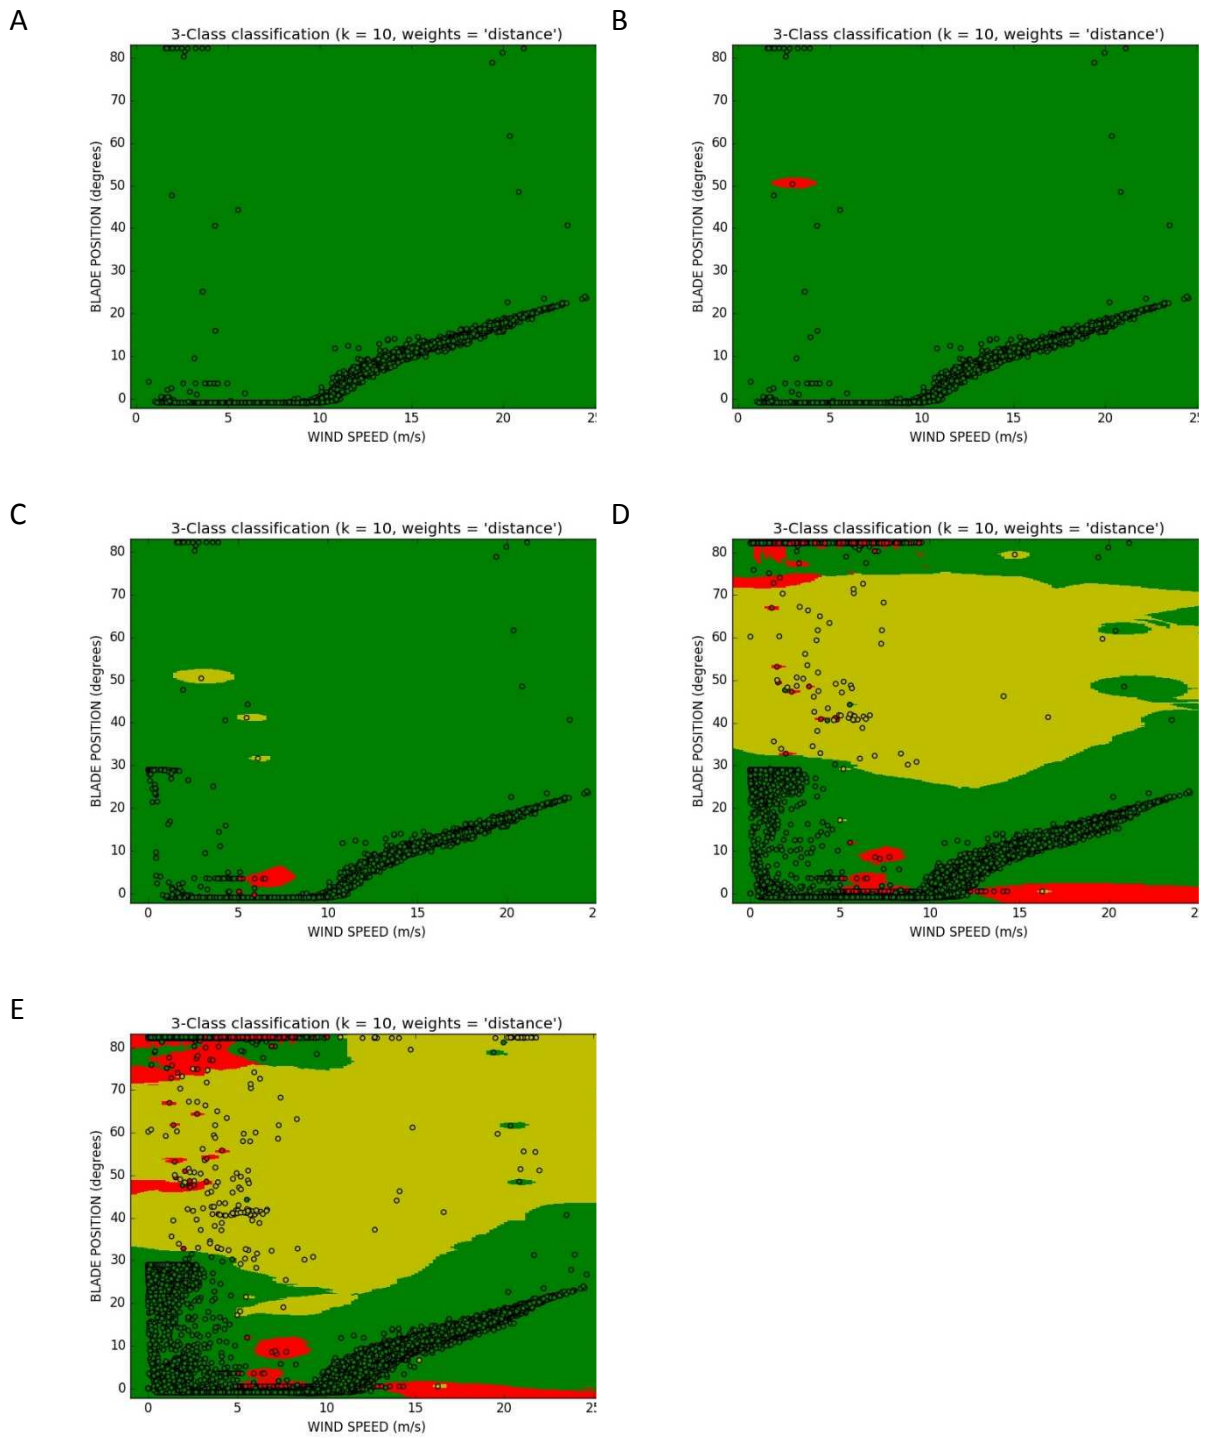 A
3-Class classification (k = 10, weights = 'distance')
80
70
60
50
40
30
20
10
0
BLADE POSITION (degrees)
0 5 10 15 20 25
WIND SPEED (m/s)
B
3-Class classification (k = 10, weights = 'distance')
80
70
60
50
40
30
20
10
0
BLADE POSITION (degrees)
0 5 10 15 20
WIND SPEED (m/s)
C
3-Class classification (k = 10, weights = 'distance')
80
70
60
50
40
30
20
10
0
BLADE POSITION (degrees)
0 5 10 15 20 2
WIND SPEED (m/s)
D
3-Class classification (k = 10, weights = 'distance')
80
70
60
50
40
30
20
10
0
BLADE POSITION (degrees)
0 5 10 15 20 2
WIND SPEED (m/s)
E
3-Class classification (k = 10, weights = 'distance')
80
70
60
50
40
30
20
10
0
BLADE POSITION (degrees)
0 5 10 15 20 25
WIND SPEED (m/s)